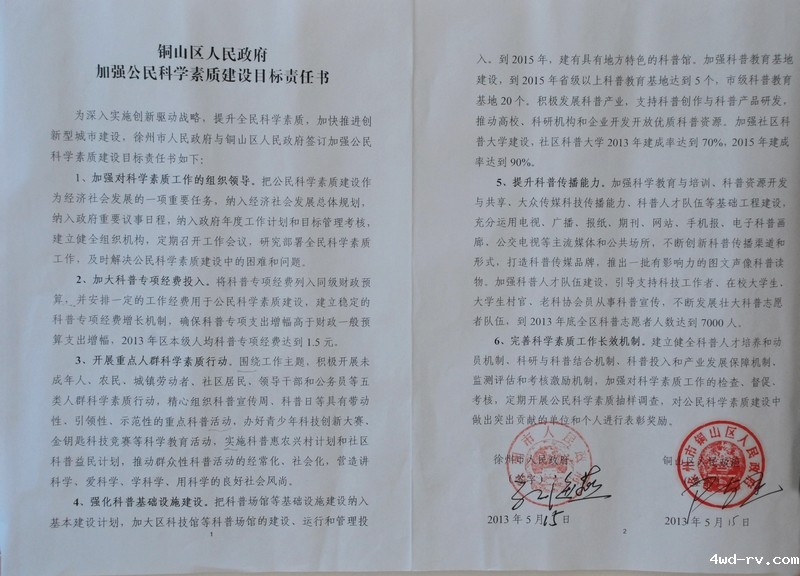 铜山区人民政府
加强公民科学素质建设目标责任书
为深入实施创新驱动战略，提升全民科学素质，加快推进创
新型城市建设，徐州市人民政府与铜山区人民政府签订加强公民
科学素质建设目标责任书如下：
1、加强对科学素质工作的组织领导。把公民科学素质建设作
为经济社会发展的一项重要任务，纳入经济社会发展总体规划，
纳入政府重要议事日程，纳入政府年度工作计划和目标管理考核，
建立健全组织机构，定期召开工作会议，研究部署全民科学素质
工作，及时解决公民科学素质建设中的困难和问题。
2、加大科普专项经费投入。将科普专项经费列入同级财政预
算，并安排一定的工作经费用于公民科学素质建设，建立稳定的
科普专项经费增长机制，确保科普专项支出增幅高于财政一般预
算支出增幅，2013年区本级人均科普专项经费达到1.5元。
3、开展重点人群科学素质行动。围绕工作主题，积极开展未
成年人、农民、城镇劳动者、社区居民、领导干部和公务员等五
类人群科学素质行动，精心组织科普宣传周、科普日等具有带动
性、引领性、示范性的重点科普活动，办好青少年科技创新大赛、
金钥匙科技竞赛等科学教育活动，实施科普惠农兴村计划和社区
科普益民计划，推动群众性科普活动的经常化、社会化，营造讲
科学、爱科学、学科学、用科学的良好社会风尚。
4、强化科普基础设施建设。把科普场馆等基础设施建设纳入
基本建设计划，加大区科技馆等科普场馆的建设、运行和管理投
1
入。到2015年，建有具有地方特色的科普馆。加强科普教育基地
建设，到2015年省级以上科普教育基地达到5个，市级科普教育
基地20个。积极发展科普产业，支持科普创作与科普产品研发，
推动高校、科研机构和企业开发开放优质科普资源。加强社区科
普大学建设，社区科普大学2013年建成率达到70%，2015年建成
率达到90%。
5、提升科普传播能力。加强科学教育与培训、科普资源开发
与共享、大众传媒科技传播能力、科普人才队伍等基础工程建设，
充分运用电视、广播、报纸、期刊、网站、手机报、电子科普画
廊、公交电视等主流媒体和公共场所，不断创新科普传播渠道和
形式，打造科普传媒品牌，推出一批有影响力的图文声像科普读
物。加强科普人才队伍建设，引导支持科技工作者、在校大学生、
大学生村官、老科协会员从事科普宣传，不断发展壮大科普志愿
者队伍，到2013年底全区科普志愿者人数达到7000人。
6、完善科学素质工作长效机制。建立健全科普人才培养和动
员机制、科研与科普结合机制、科普投入和产业发展保障机制、
监测评估和考核激励机制，加强对科学素质工作的检查、督促、
考核，定期开展公民科学素质抽样调查，对公民科学素质建设中
做出突出贡献的单位和个人进行表彰奖励。
徐州市人民政府
铜山区人民政府
徐州市铜山区人民政府
2013年5月15日
2013年5月15日
2
4wd-rv.com